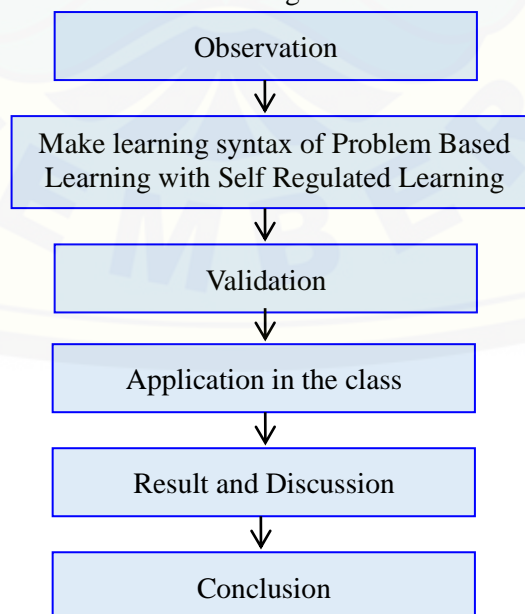 Observation
Make learning syntax of Problem Based
Learning with Self Regulated Learning
Validation
Application in the class
Result and Discussion
Conclusion